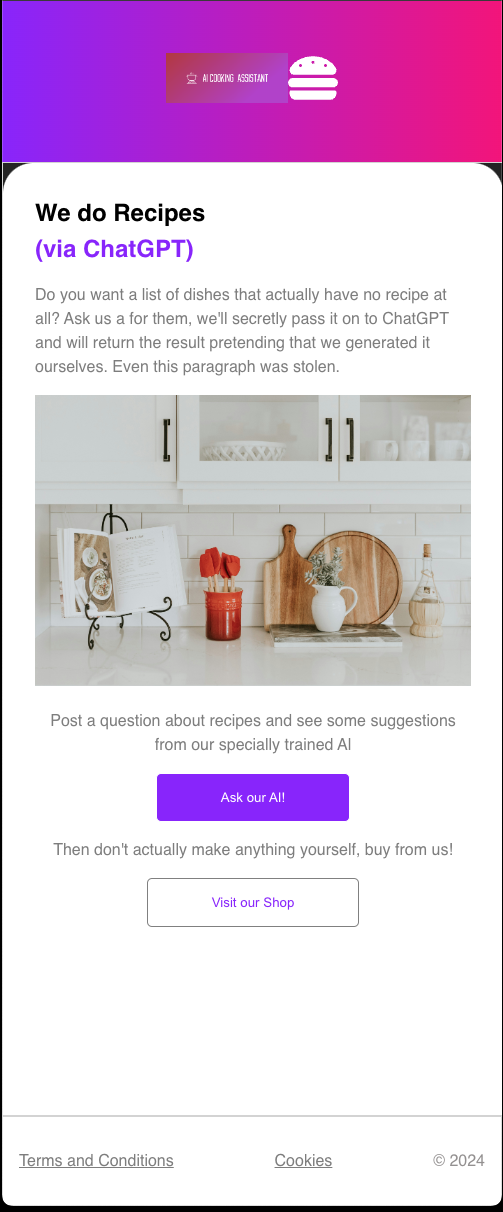 AI COOKING ASSISTANT
We do Recipes
(via ChatGPT)
Do you want a list of dishes that actually have no recipe at
all? Ask us a for them, we'll secretly pass it on to ChatGPT
and will return the result pretending that we generated it
ourselves. Even this paragraph was stolen.
Post a question about recipes and see some suggestions
from our specially trained AI
Ask our AI!
Then don't actually make anything yourself, buy from us!
Visit our Shop
Terms and Conditions Cookies © 2024